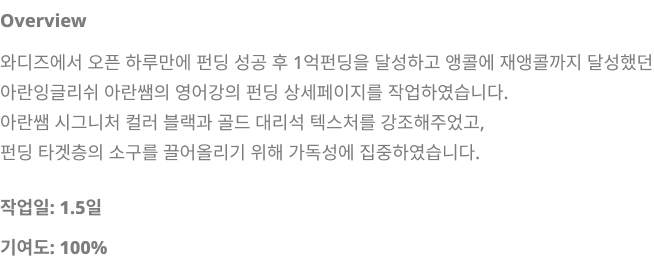 Overview
와디즈에서 오픈 하루만에 펀딩 성공 후 1억펀딩을 달성하고 앵콜에 재앵콜까지 달성했던
아란잉글리쉬 아란쌤의 영어강의 펀딩 상세페이지를 작업하였습니다.
아란쌤 시그니처 컬러 블랙과 골드 대리석 텍스처를 강조해주었고,
펀딩 타겟층의 소구를 끌어올리기 위해 가독성에 집중하였습니다.
작업일: 1.5일
기여도: 100%